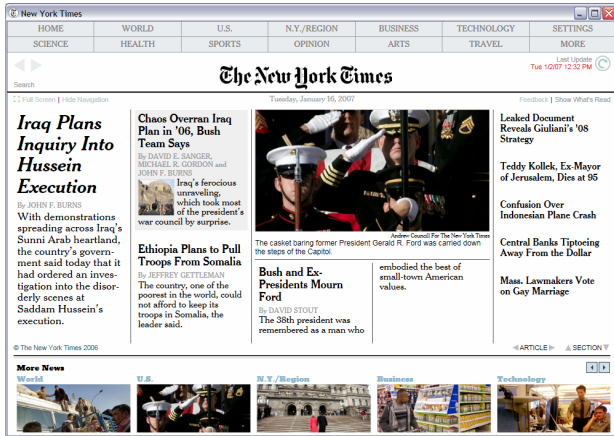 New York Times
HOME WORLD U.S. N.Y./REGION BUSINESS TECHNOLOGY SETTINGS
SCIENCE HEALTH SPORTS OPINION ARTS TRAVEL MORE
Last Update
Tue 1/2/07 12:32 PM
The New York Times
Search
Full Screen | Hide Navigation
Tuesday, January 16, 2007
Feedback | Show What's Read
Iraq Plans
Inquiry Into
Hussein
Execution
By JOHN F. BURNS
With demonstrations
spreading across Iraq's
Sunni Arab heartland,
the country's govern-
ment said today that it
had ordered an inves-
tigation into the disor-
derly scenes at
Saddam Hussein's
execution.
Chaos Overran Iraq
Plan in '06, Bush
Team Says
By DAVID E. SANGER,
MICHAEL R. GORDON and
JOHN F. BURNS
Iraq's ferocious
unraveling,
which took most
of the president's
war council by surprise.
Ethiopia Plans to Pull
Troops From Somalia
By JEFFREY GETTLEMAN
The country, one of the
poorest in the world, could
not afford to keep its
troops in Somalia, the
leader said.
Andrew Councill For The New York Times
The casket baring former President Gerald R. Ford was carried down
the steps of the Capitol.
Bush and Ex-
Presidents Mourn
Ford
By DAVID STOUT
The 38th president was
remembered as a man who
embodied the best of
small-town American
values.
Leaked Document
Reveals Giuliani's '08
Strategy
Teddy Kollek, Ex-Mayor
of Jerusalem, Dies at 95
Confusion Over
Indonesian Plane Crash
Central Banks Tiptoeing
Away From the Dollar
Mass. Lawmakers Vote
on Gay Marriage
© The New York Times 2006
ARTICLE SECTION
More News
World U.S. N.Y./Region Business Technology